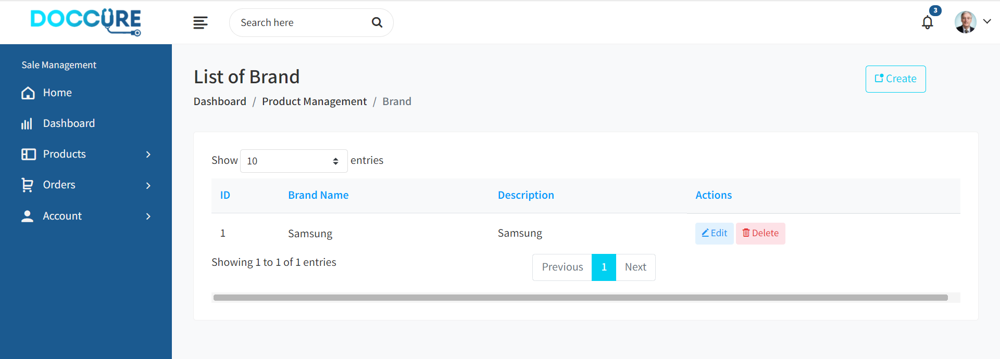 DOCCURE
Search here
3
Sale Management
Home
Dashboard
Products
Orders
Account
List of Brand
Create
Dashboard / Product Management / Brand
Show 10 entries
ID Brand Name Description Actions
1 Samsung Samsung Edit Delete
Showing 1 to 1 of 1 entries
Previous 1 Next